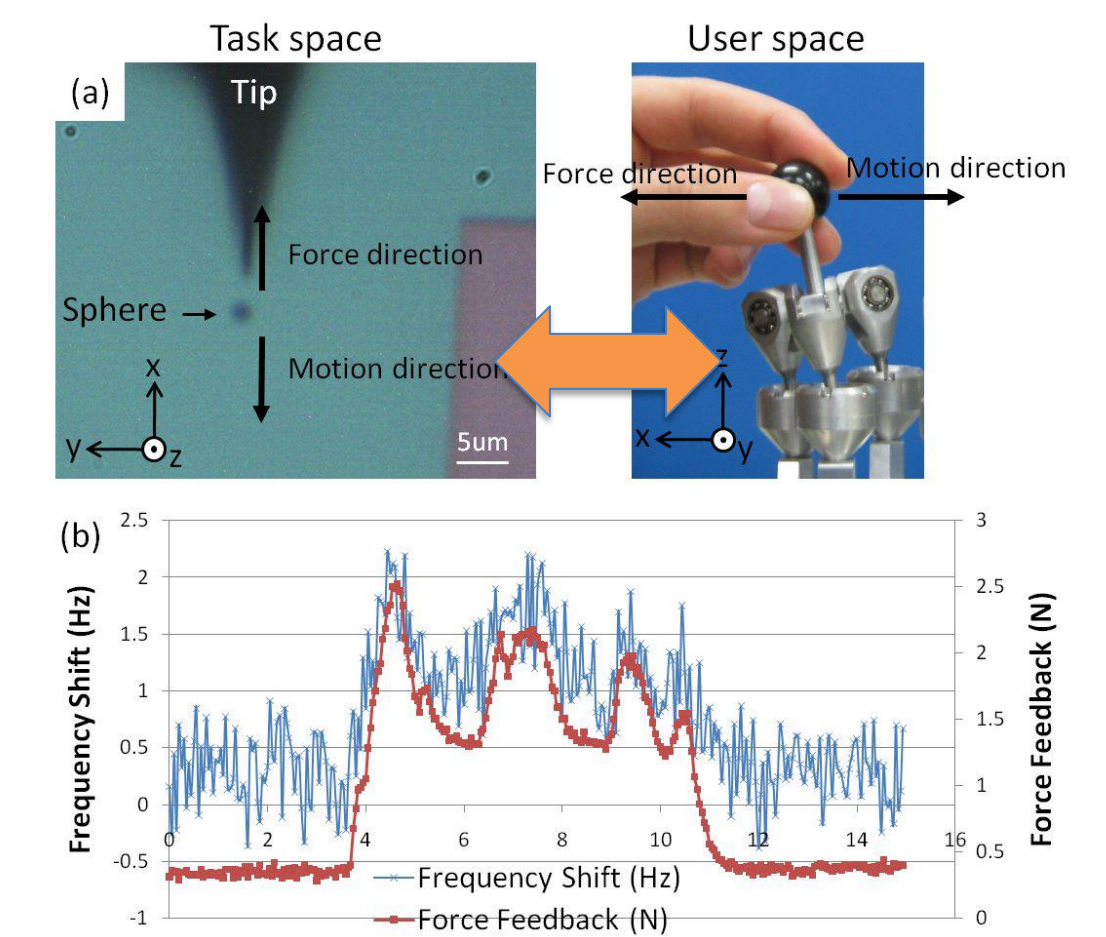 Task space
User space
(a)
Tip
Force direction
Sphere
Motion direction
x
y
z
5um
Force direction
Motion direction
z
x
y
(b)
Frequency Shift (Hz)
2.5
2
1.5
1
0.5
0
-0.5
-1
0 2 4 6 8 10 12 14 16
3
2.5
2
1.5
1
0.5
0
Force Feedback (N)
Frequency Shift (Hz)
Force Feedback (N)